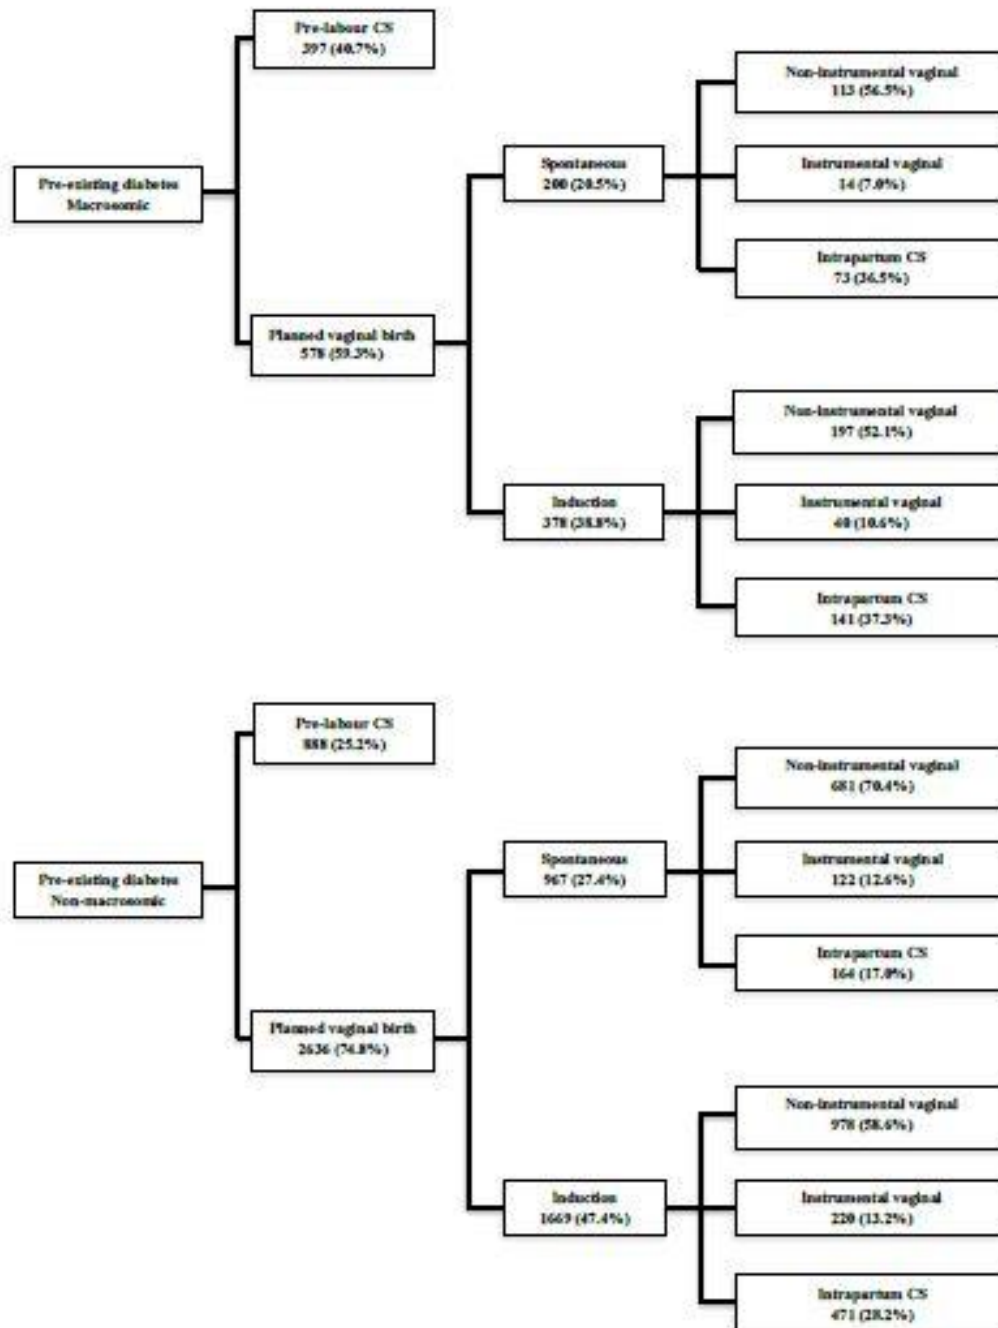 Pre-labour CS
397 (40.7%)
Non-instrumental vaginal
113 (56.5%)
Spontaneous
200 (20.5%)
Instrumental vaginal
14 (7.0%)
Pre-existing diabetes
Macrosomic
Intrapartum CS
73 (36.5%)
Planned vaginal birth
578 (59.3%)
Non-instrumental vaginal
197 (52.1%)
Induction
378 (38.8%)
Instrumental vaginal
40 (10.6%)
Intrapartum CS
141 (37.3%)
Pre-labour CS
888 (25.2%)
Non-instrumental vaginal
681 (70.4%)
Spontaneous
967 (27.4%)
Instrumental vaginal
122 (12.6%)
Pre-existing diabetes
Non-macrosomic
Intrapartum CS
164 (17.0%)
Planned vaginal birth
2636 (74.8%)
Non-instrumental vaginal
978 (58.6%)
Induction
1669 (47.4%)
Instrumental vaginal
220 (13.2%)
Intrapartum CS
471 (28.2%)